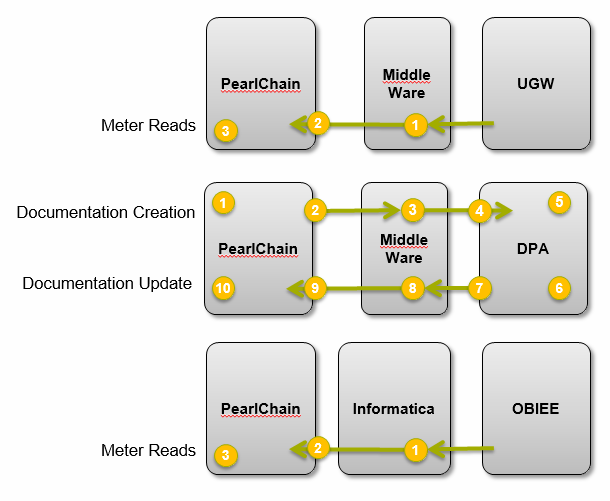 PearlChain
Middle
Ware
UGW
Meter Reads
3
2
1
Documentation Creation
1
2
3
4
5
PearlChain
Middle
Ware
DPA
Documentation Update
10
9
8
7
6
PearlChain
Informatica
OBIEE
Meter Reads
3
2
1